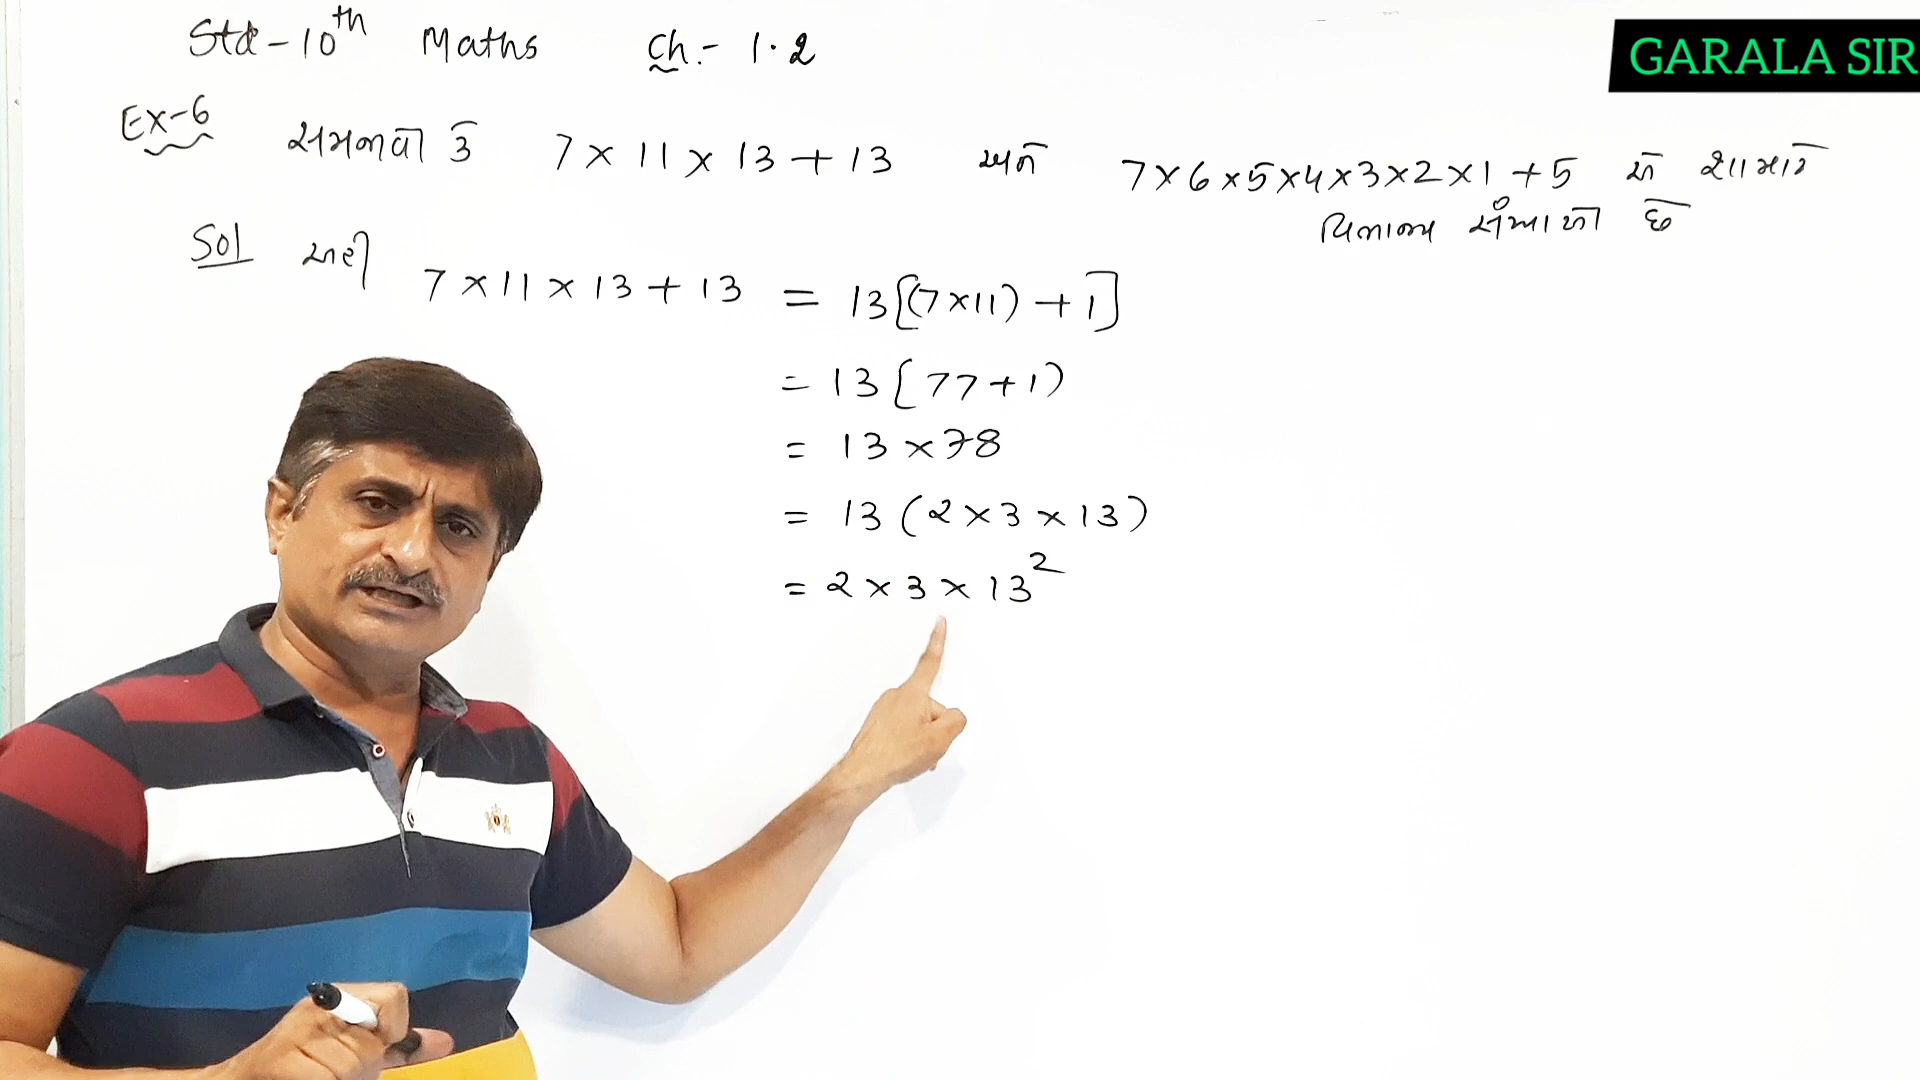 Std-10th Maths Ch.- 1.2
GARALA SIR
Ex-6 સમજાવો કે 7 × 11 × 13 + 13 અને 7×6×5×4×3×2×1+5 એ શા માટે
વિભાજ્ય સંખ્યાઓ છે
Sol અહીં 7 × 11 × 13 + 13 = 13[(7×11) + 1]
= 13 [77+1)
= 13 × 78
= 13 (2 × 3 × 13)
= 2 × 3 × 13²